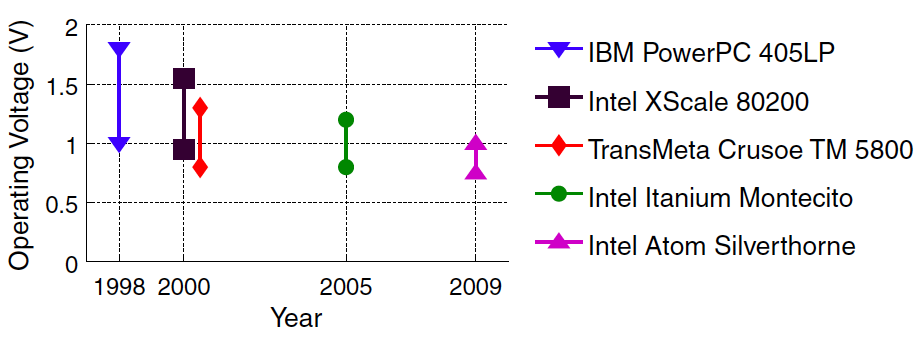 Operating Voltage (V)
2
1.5
1
0.5
0
1998 2000 2005 2009
Year
IBM PowerPC 405LP
Intel XScale 80200
TransMeta Crusoe TM 5800
Intel Itanium Montecito
Intel Atom Silverthorne